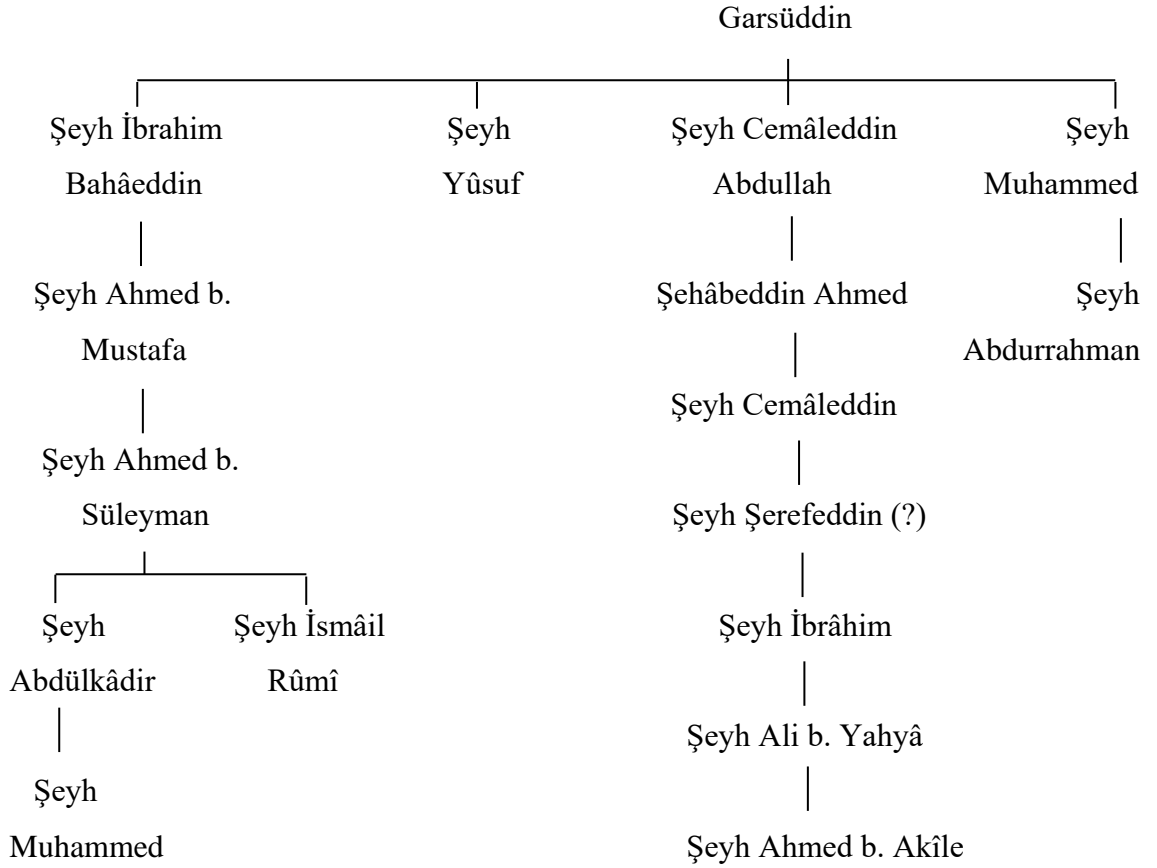 Garsüddin
Şeyh İbrahim Şeyh Şeyh Cemâleddin Şeyh
Bahâeddin Yûsuf Abdullah Muhammed
Şeyh Ahmed b. Şehâbeddin Ahmed Şeyh
Mustafa Abdurrahman
Şeyh Cemâleddin
Şeyh Ahmed b.
Süleyman Şeyh Şerefeddin (?)
Şeyh Şeyh İsmâil Şeyh İbrâhim
Abdülkâdir Rûmî
Şeyh Ali b. Yahyâ
Şeyh
Muhammed Şeyh Ahmed b. Akîle